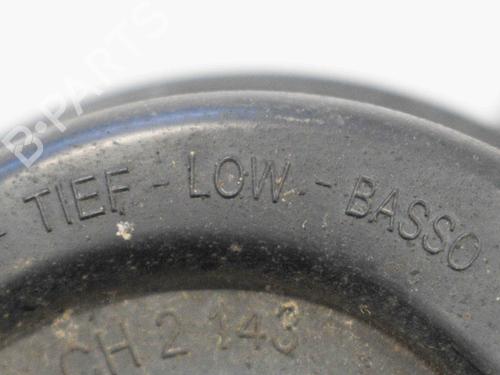 B-PARTS
- TIEF - LOW - BASSO
CH 2 143